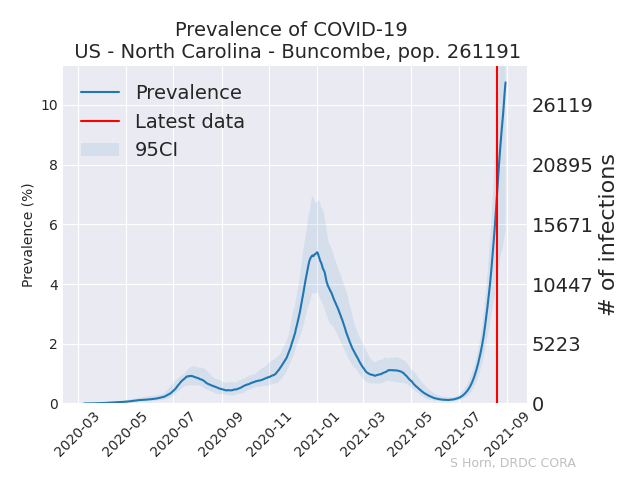 Prevalence of COVID-19
US - North Carolina - Buncombe, pop. 261191
Prevalence
Latest data
95CI
Prevalence (%)
10
8
6
4
2
0
26119
20895
15671
10447
5223
0
# of infections
2020-03
2020-05
2020-07
2020-09
2020-11
2021-01
2021-03
2021-05
2021-07
2021-09
S Horn, DRDC CORA